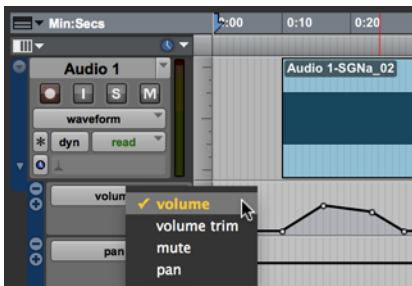 Min:Secs 0:00 0:10 0:20
Audio 1
I S M
waveform
* dyn read
Audio 1-SGNa_02
volum
volume
volume trim
mute
pan
pan